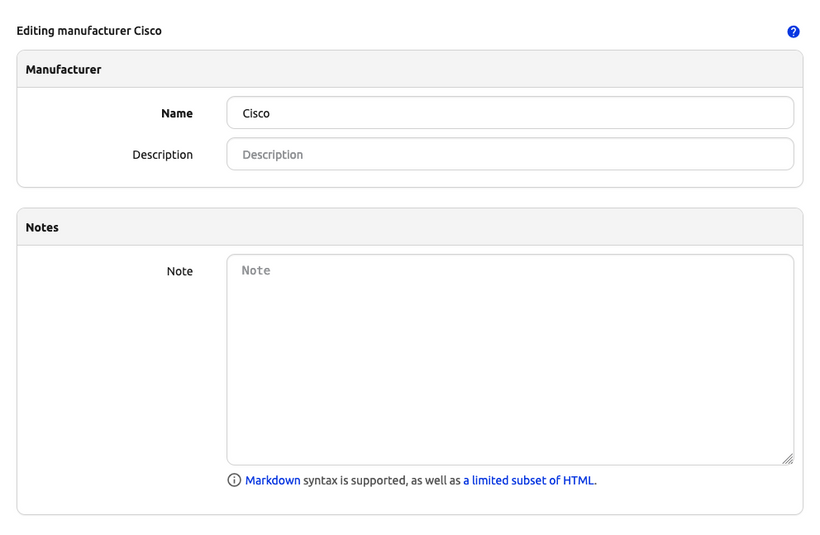 Editing manufacturer Cisco
?
Manufacturer
Name
Cisco
Description
Description
Notes
Note
Note
Markdown syntax is supported, as well as a limited subset of HTML.